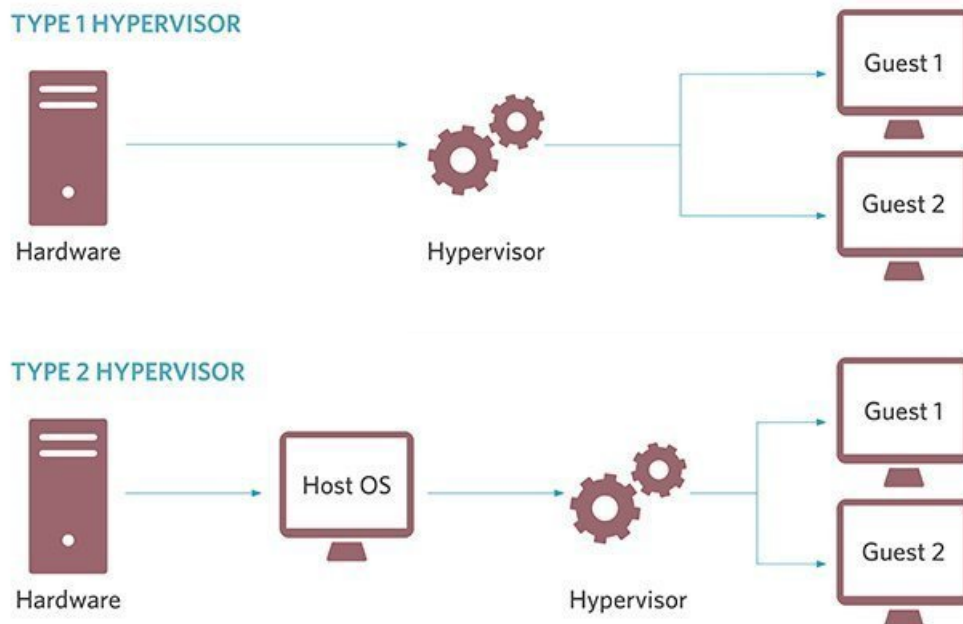 TYPE 1 HYPERVISOR
Guest 1
Guest 2
Hardware
Hypervisor
TYPE 2 HYPERVISOR
Guest 1
Host OS
Guest 2
Hardware
Hypervisor